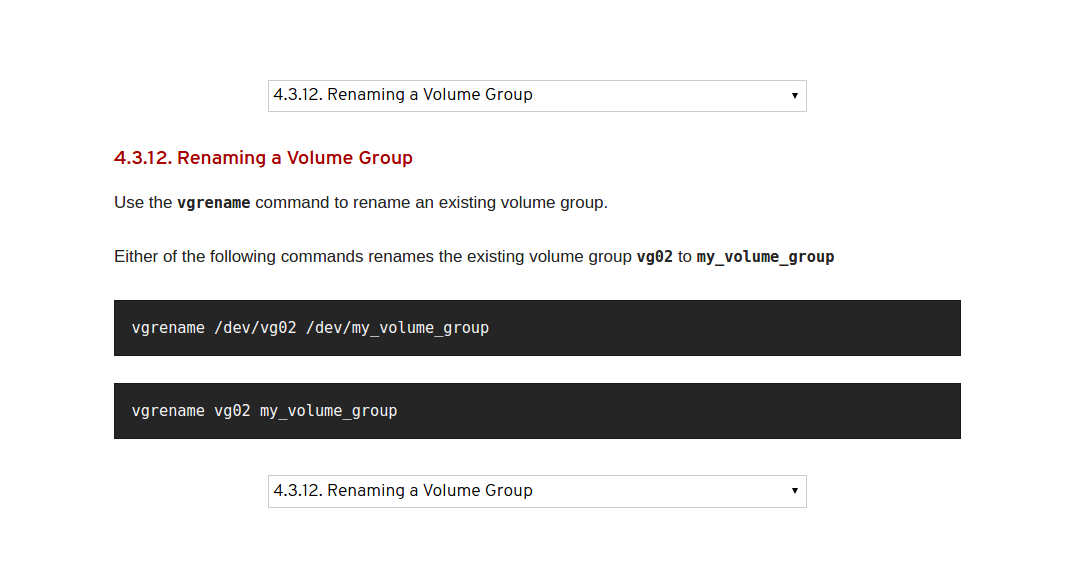 4.3.12. Renaming a Volume Group
4.3.12. Renaming a Volume Group
Use the vgrename command to rename an existing volume group.
Either of the following commands renames the existing volume group vg02 to my_volume_group
vgrename /dev/vg02 /dev/my_volume_group
vgrename vg02 my_volume_group
4.3.12. Renaming a Volume Group